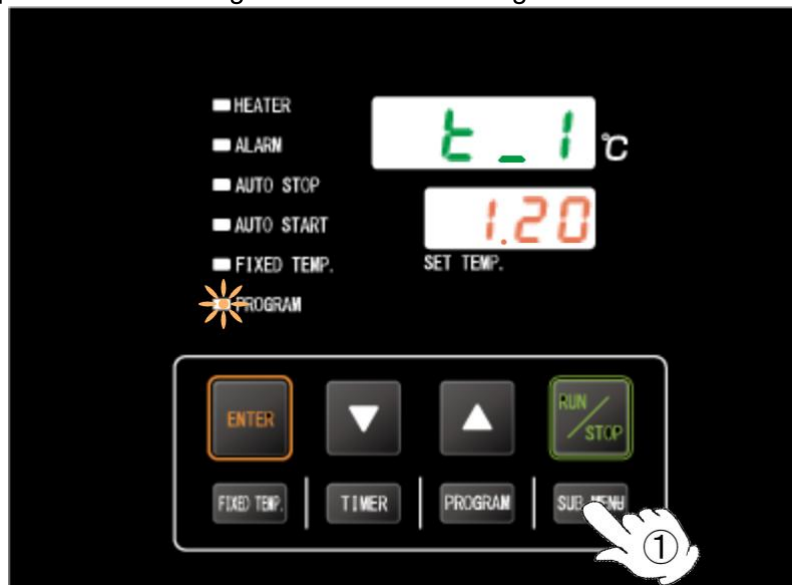 HEATER
ALARM
AUTO STOP
AUTO START
FIXED TEMP.
PROGRAM
t_1 ℃
1.20
SET TEMP.
ENTER ▼ ▲ RUN/STOP
FIXED TEMP. TIMER PROGRAM SUB MENU
①